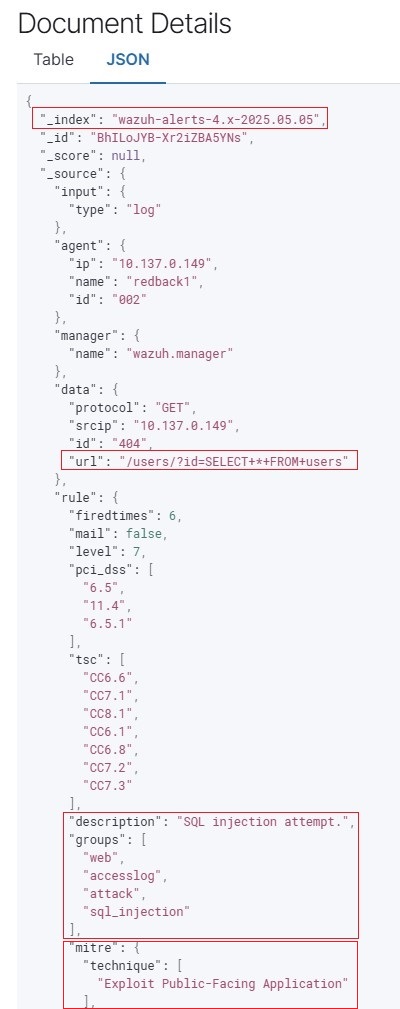 Document Details
Table JSON
{
"_index": "wazuh-alerts-4.x-2025.05.05",
"_id": "BhILoJYB-Xr2iZBA5YNs",
"_score": null,
"_source": {
"input": {
"type": "log"
},
"agent": {
"ip": "10.137.0.149",
"name": "redback1",
"id": "002"
},
"manager": {
"name": "wazuh.manager"
},
"data": {
"protocol": "GET",
"srcip": "10.137.0.149",
"id": "404",
"url": "/users/?id=SELECT+*+FROM+users"
},
"rule": {
"firedtimes": 6,
"mail": false,
"level": 7,
"pci_dss": [
"6.5",
"11.4",
"6.5.1"
],
"tsc": [
"CC6.6",
"CC7.1",
"CC8.1",
"CC6.1",
"CC6.8",
"CC7.2",
"CC7.3"
],
"description": "SQL injection attempt.",
"groups": [
"web",
"accesslog",
"attack",
"sql_injection"
],
"mitre": {
"technique": [
"Exploit Public-Facing Application"
],